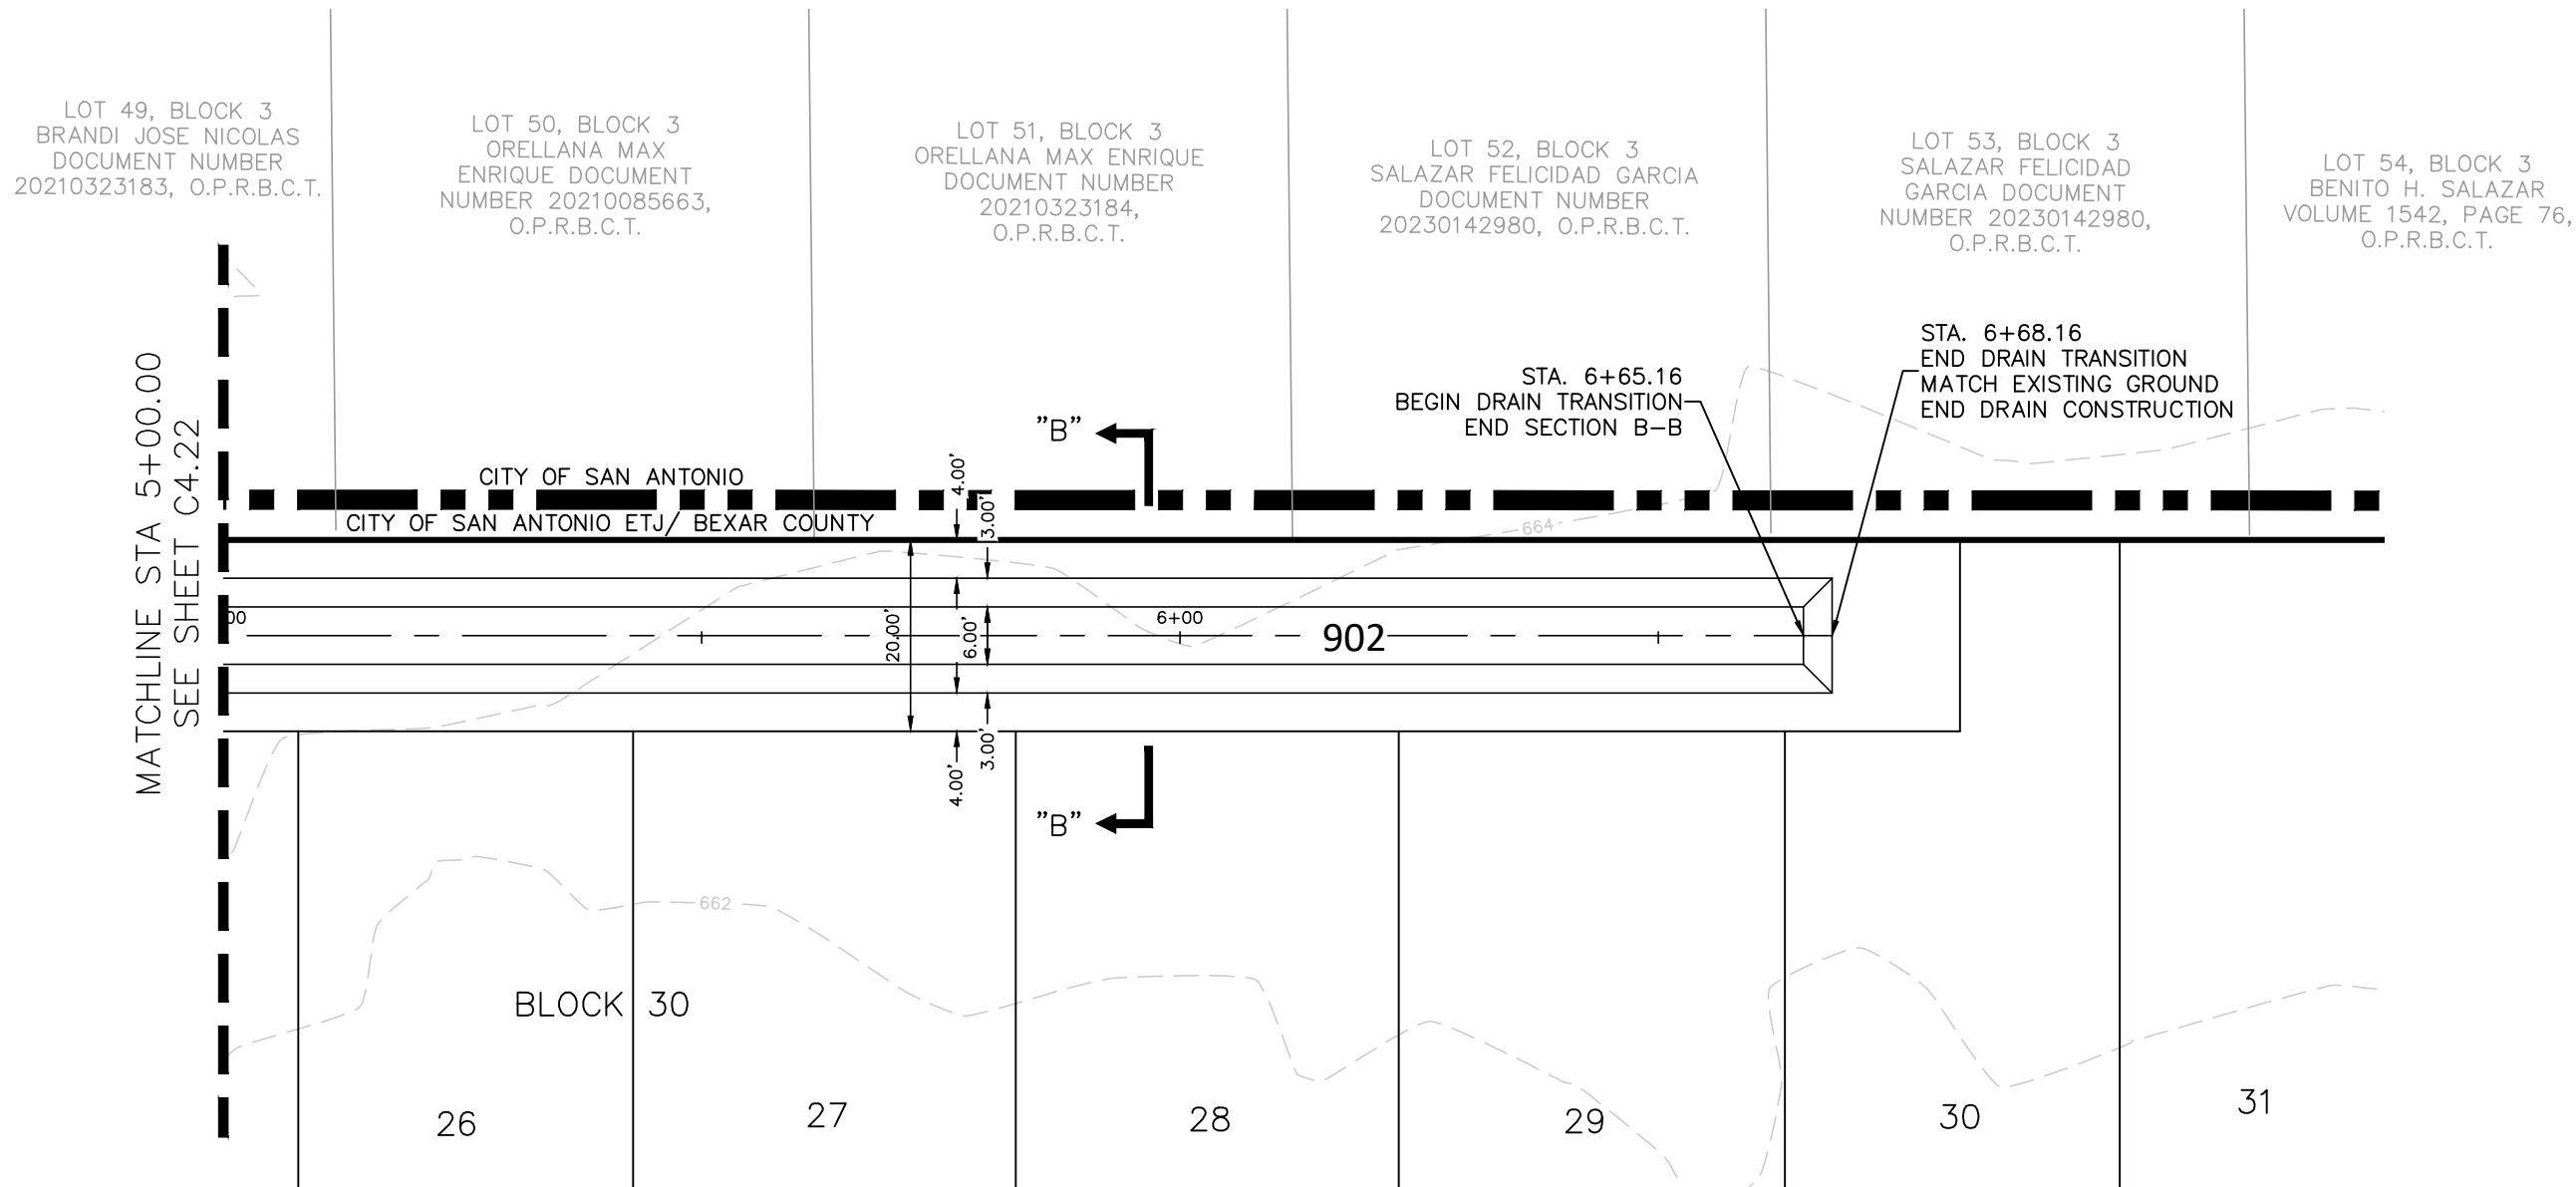 LOT 49, BLOCK 3
BRANDI JOSE NICOLAS
DOCUMENT NUMBER
20210323183, O.P.R.B.C.T.
LOT 50, BLOCK 3
ORELLANA MAX
ENRIQUE DOCUMENT
NUMBER 20210085663,
O.P.R.B.C.T.
LOT 51, BLOCK 3
ORELLANA MAX ENRIQUE
DOCUMENT NUMBER
20210323184,
O.P.R.B.C.T.
LOT 52, BLOCK 3
SALAZAR FELICIDAD GARCIA
DOCUMENT NUMBER
20230142980, O.P.R.B.C.T.
LOT 53, BLOCK 3
SALAZAR FELICIDAD
GARCIA DOCUMENT
NUMBER 20230142980,
O.P.R.B.C.T.
LOT 54, BLOCK 3
BENITO H. SALAZAR
VOLUME 1542, PAGE 76,
O.P.R.B.C.T.
MATCHLINE STA 5+00.00
SEE SHEET C4.22
STA. 6+65.16
BEGIN DRAIN TRANSITION
END SECTION B-B
STA. 6+68.16
END DRAIN TRANSITION
MATCH EXISTING GROUND
END DRAIN CONSTRUCTION
"B"
CITY OF SAN ANTONIO
CITY OF SAN ANTONIO ETJ/ BEXAR COUNTY
4.00'
3.00'
664
00
20.00'
6.00'
6+00
902
4.00'
3.00'
"B"
662
BLOCK 30
26
27
28
29
30
31